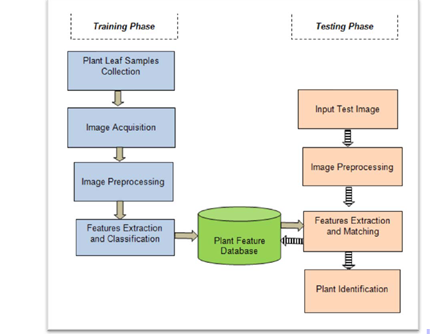 Training Phase
Plant Leaf Samples
Collection
Image Acquisition
Image Preprocessing
Features Extraction
and Classification
Plant Feature
Database
Testing Phase
Input Test Image
Image Preprocessing
Features Extraction
and Matching
Plant Identification